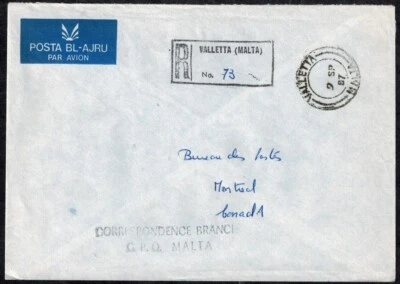 POSTA BL-AJRU
PAR AVION
R
VALLETTA (MALTA)
No. 73
VALLETTA
9 SP
87
MALTA
Bureau des Postes
Montreal
Canada
CORRESPONDENCE BRANCH
G.P.O. MALTA